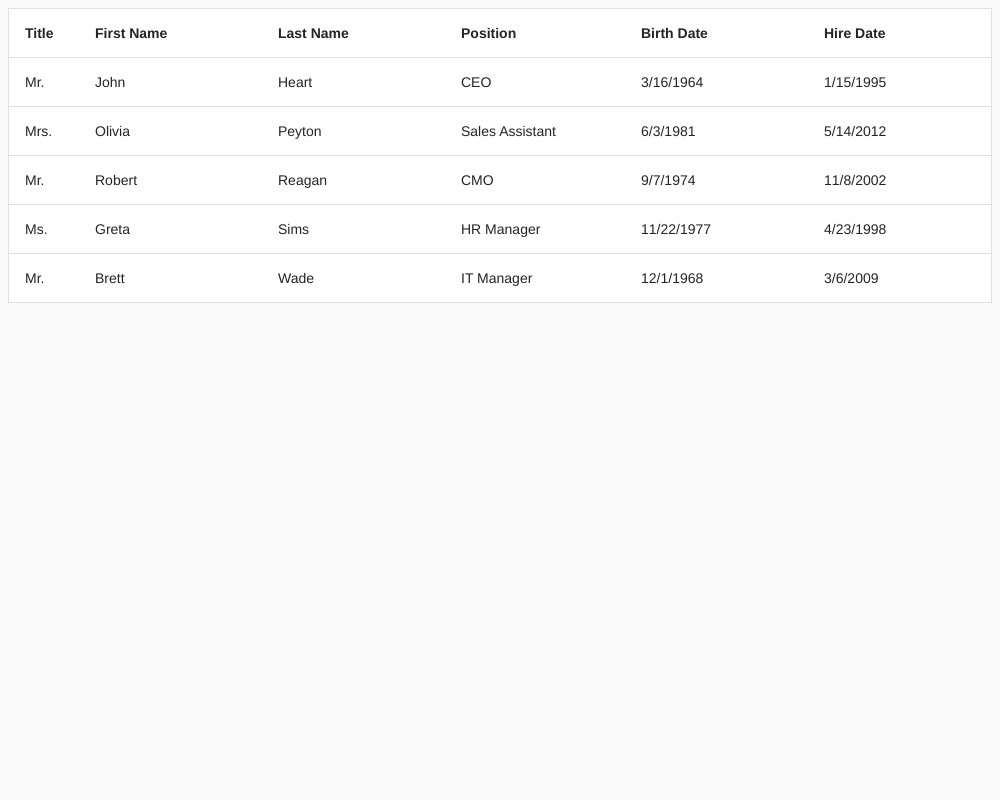 Title First Name Last Name Position Birth Date Hire Date
Mr. John Heart CEO 3/16/1964 1/15/1995
Mrs. Olivia Peyton Sales Assistant 6/3/1981 5/14/2012
Mr. Robert Reagan CMO 9/7/1974 11/8/2002
Ms. Greta Sims HR Manager 11/22/1977 4/23/1998
Mr. Brett Wade IT Manager 12/1/1968 3/6/2009